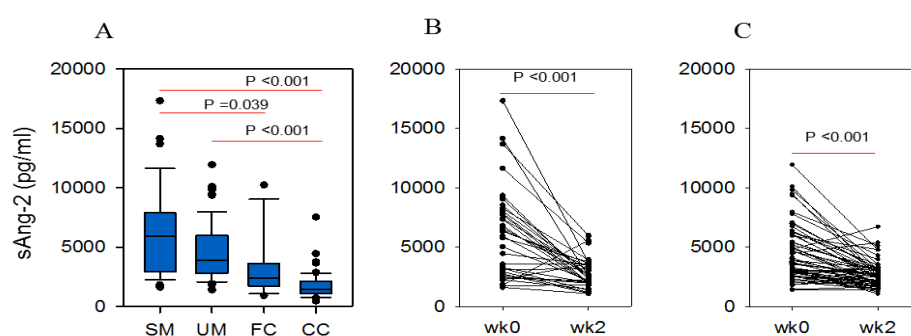 A
B
C
sAng-2 (pg/ml)
20000
15000
10000
5000
0
P <0.001
P =0.039
P <0.001
SM UM FC CC
20000
15000
10000
5000
0
P <0.001
wk0 wk2
20000
15000
10000
5000
0
P <0.001
wk0 wk2